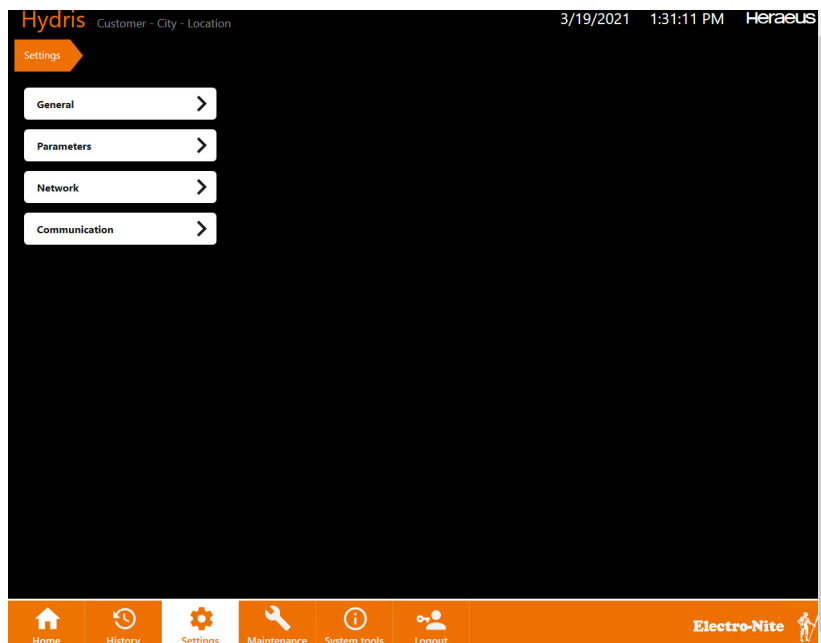 Hydris Customer - City - Location 3/19/2021 1:31:11 PM Heraeus
Settings
General
Parameters
Network
Communication
Home History Settings Maintenance System tools Logout Electro-Nite